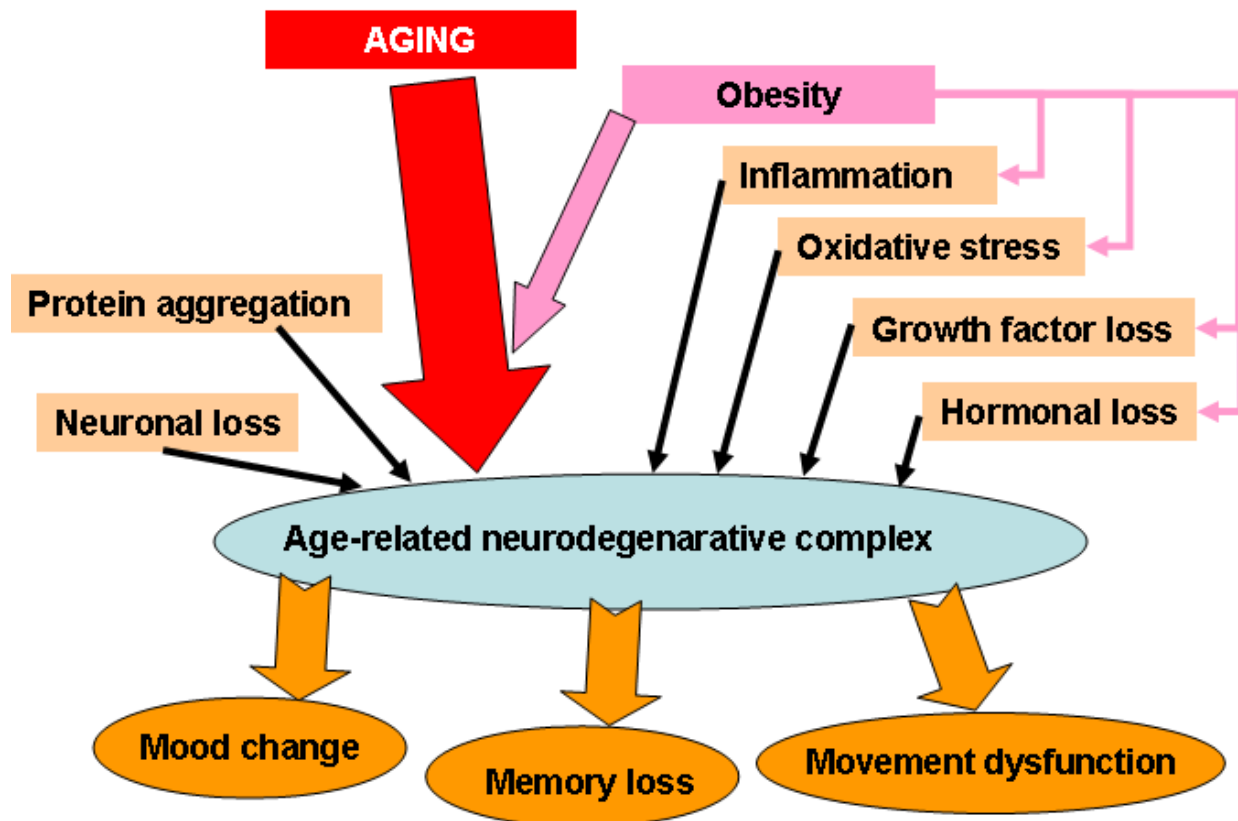 AGING
Obesity
Inflammation
Oxidative stress
Protein aggregation
Growth factor loss
Neuronal loss
Hormonal loss
Age-related neurodegenarative complex
Mood change
Memory loss
Movement dysfunction